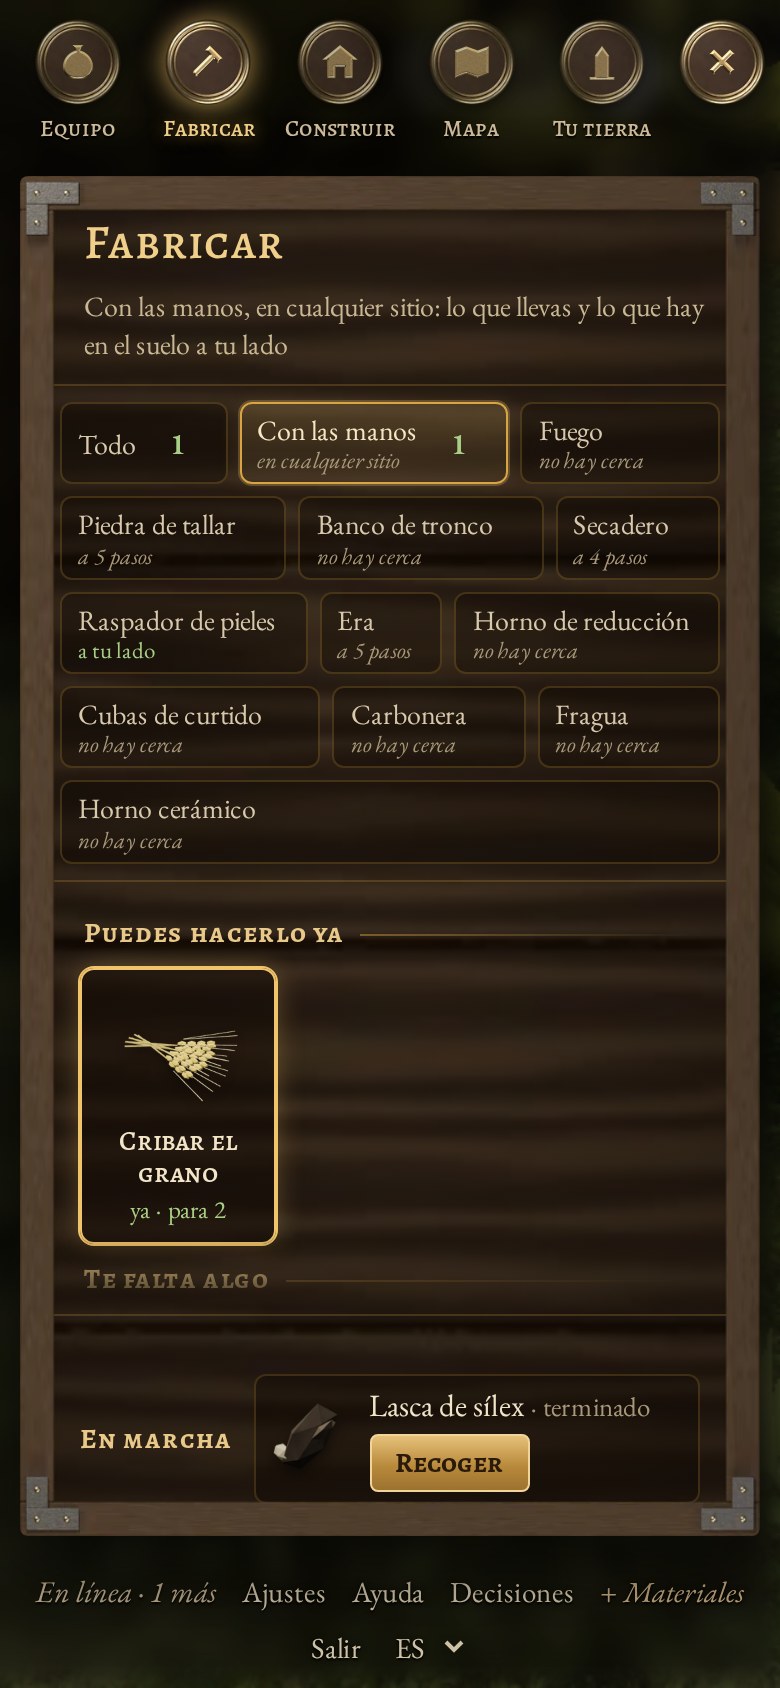 Equipo Fabricar Construir Mapa Tu tierra
Fabricar
Con las manos, en cualquier sitio: lo que llevas y lo que hay
en el suelo a tu lado
Todo 1
Con las manos 1
en cualquier sitio
Fuego
no hay cerca
Piedra de tallar
a 5 pasos
Banco de tronco
no hay cerca
Secadero
a 4 pasos
Raspador de pieles
a tu lado
Era
a 5 pasos
Horno de reducción
no hay cerca
Cubas de curtido
no hay cerca
Carbonera
no hay cerca
Fragua
no hay cerca
Horno cerámico
no hay cerca
Puedes hacerlo ya
Cribar el
grano
ya · para 2
Te falta algo
En marcha
Lasca de sílex · terminado
Recoger
En línea · 1 más Ajustes Ayuda Decisiones + Materiales
Salir ES